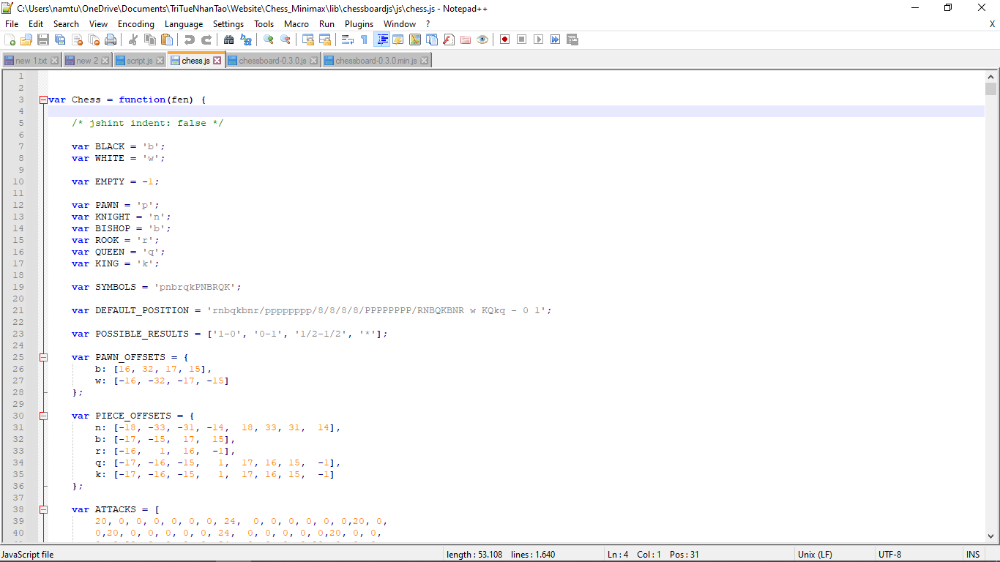 C:\Users\namtu\OneDrive\Documents\TriTueNhanTao\Website\Chess_Minimax\lib\chessboardjs\js\chess.js - Notepad++
File Edit Search View Encoding Language Settings Tools Macro Run Plugins Window ? X
new 1.txt new 2 script.js chess.js chessboard-0.3.0.js chessboard-0.3.0.min.js
1
2
3 var Chess = function(fen) {
4
5 /* jshint indent: false */
6
7 var BLACK = 'b';
8 var WHITE = 'w';
9
10 var EMPTY = -1;
11
12 var PAWN = 'p';
13 var KNIGHT = 'n';
14 var BISHOP = 'b';
15 var ROOK = 'r';
16 var QUEEN = 'q';
17 var KING = 'k';
18
19 var SYMBOLS = 'pnbrqkPNBRQK';
20
21 var DEFAULT_POSITION = 'rnbqkbnr/pppppppp/8/8/8/8/PPPPPPPP/RNBQKBNR w KQkq - 0 1';
22
23 var POSSIBLE_RESULTS = ['1-0', '0-1', '1/2-1/2', '*'];
24
25 var PAWN_OFFSETS = {
26 b: [16, 32, 17, 15],
27 w: [-16, -32, -17, -15]
28 };
29
30 var PIECE_OFFSETS = {
31 n: [-18, -33, -31, -14, 18, 33, 31, 14],
32 b: [-17, -15, 17, 15],
33 r: [-16, 1, 16, -1],
34 q: [-17, -16, -15, 1, 17, 16, 15, -1],
35 k: [-17, -16, -15, 1, 17, 16, 15, -1]
36 };
37
38 var ATTACKS = [
39 20, 0, 0, 0, 0, 0, 0, 24, 0, 0, 0, 0, 0, 0,20, 0,
40 0,20, 0, 0, 0, 0, 0, 24, 0, 0, 0, 0, 0,20, 0, 0,
JavaScript file length : 53.108 lines : 1.640 Ln : 4 Col : 1 Pos : 31 Unix (LF) UTF-8 INS